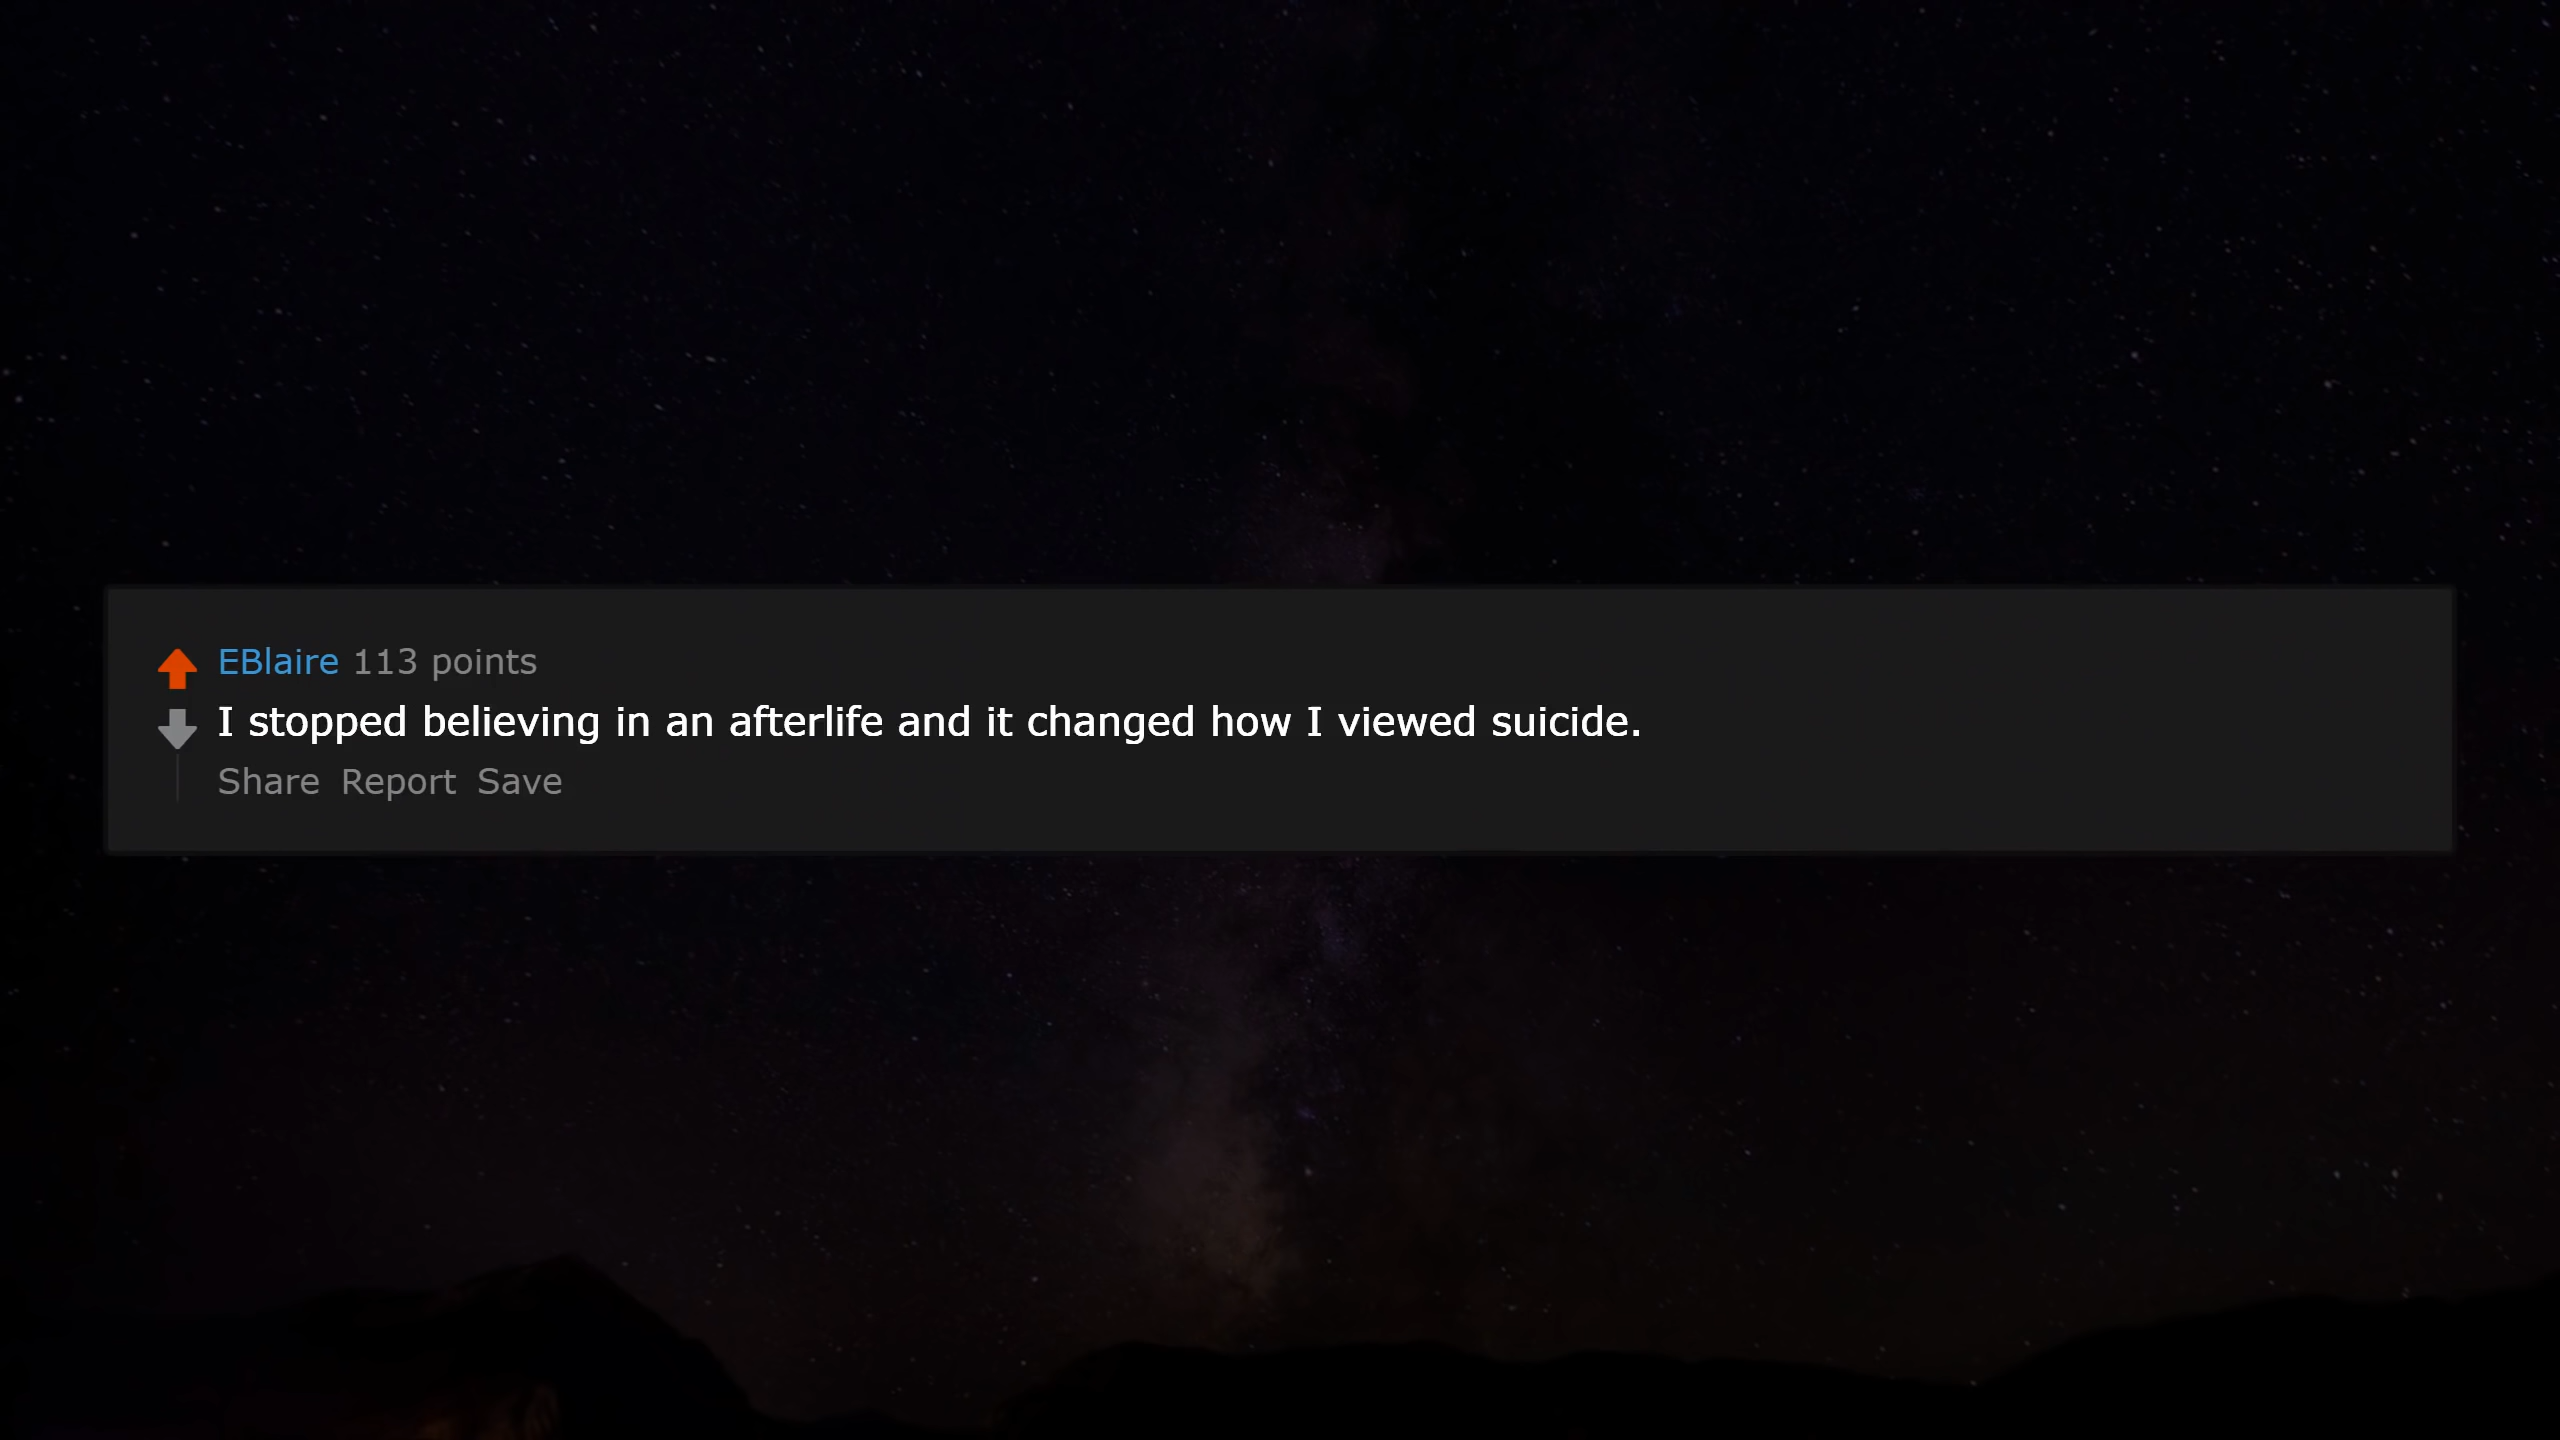 EBlaire 113 points
I stopped believing in an afterlife and it changed how I viewed suicide.
Share Report Save